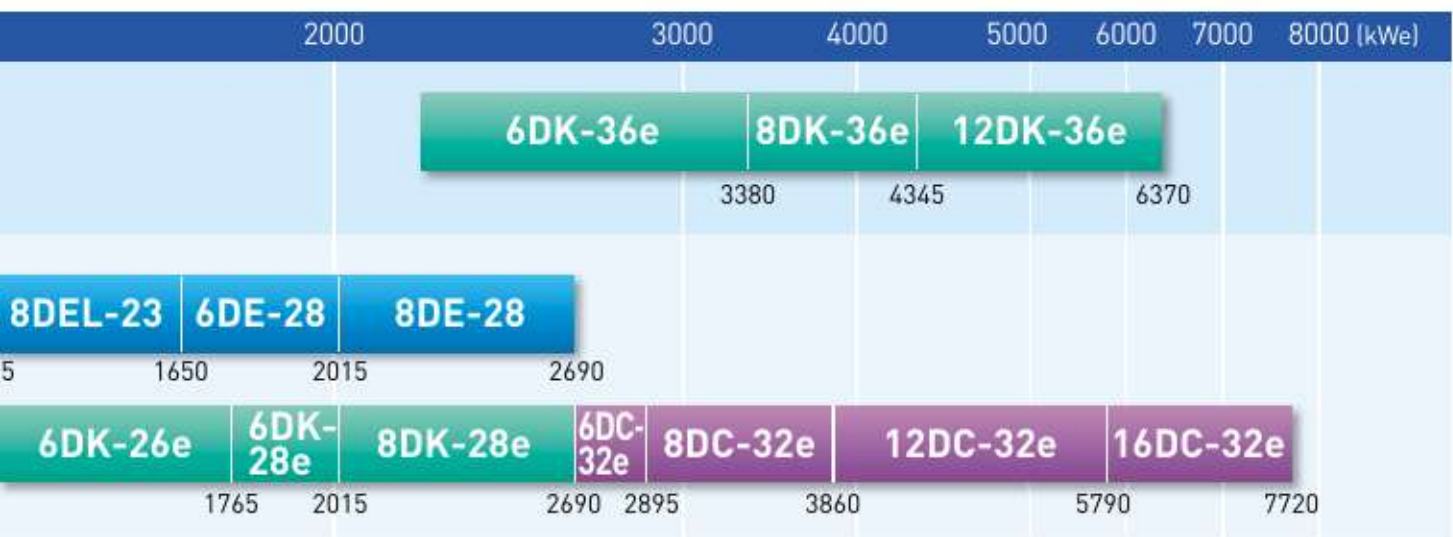 2000 3000 4000 5000 6000 7000 8000 (kWe)
6DK-36e 8DK-36e 12DK-36e
3380 4345 6370
8DEL-23 6DE-28 8DE-28
5 1650 2015 2690
6DK-26e 6DK-
28e 8DK-28e 6DC-
32e 8DC-32e 12DC-32e 16DC-32e
1765 2015 2690 2895 3860 5790 7720